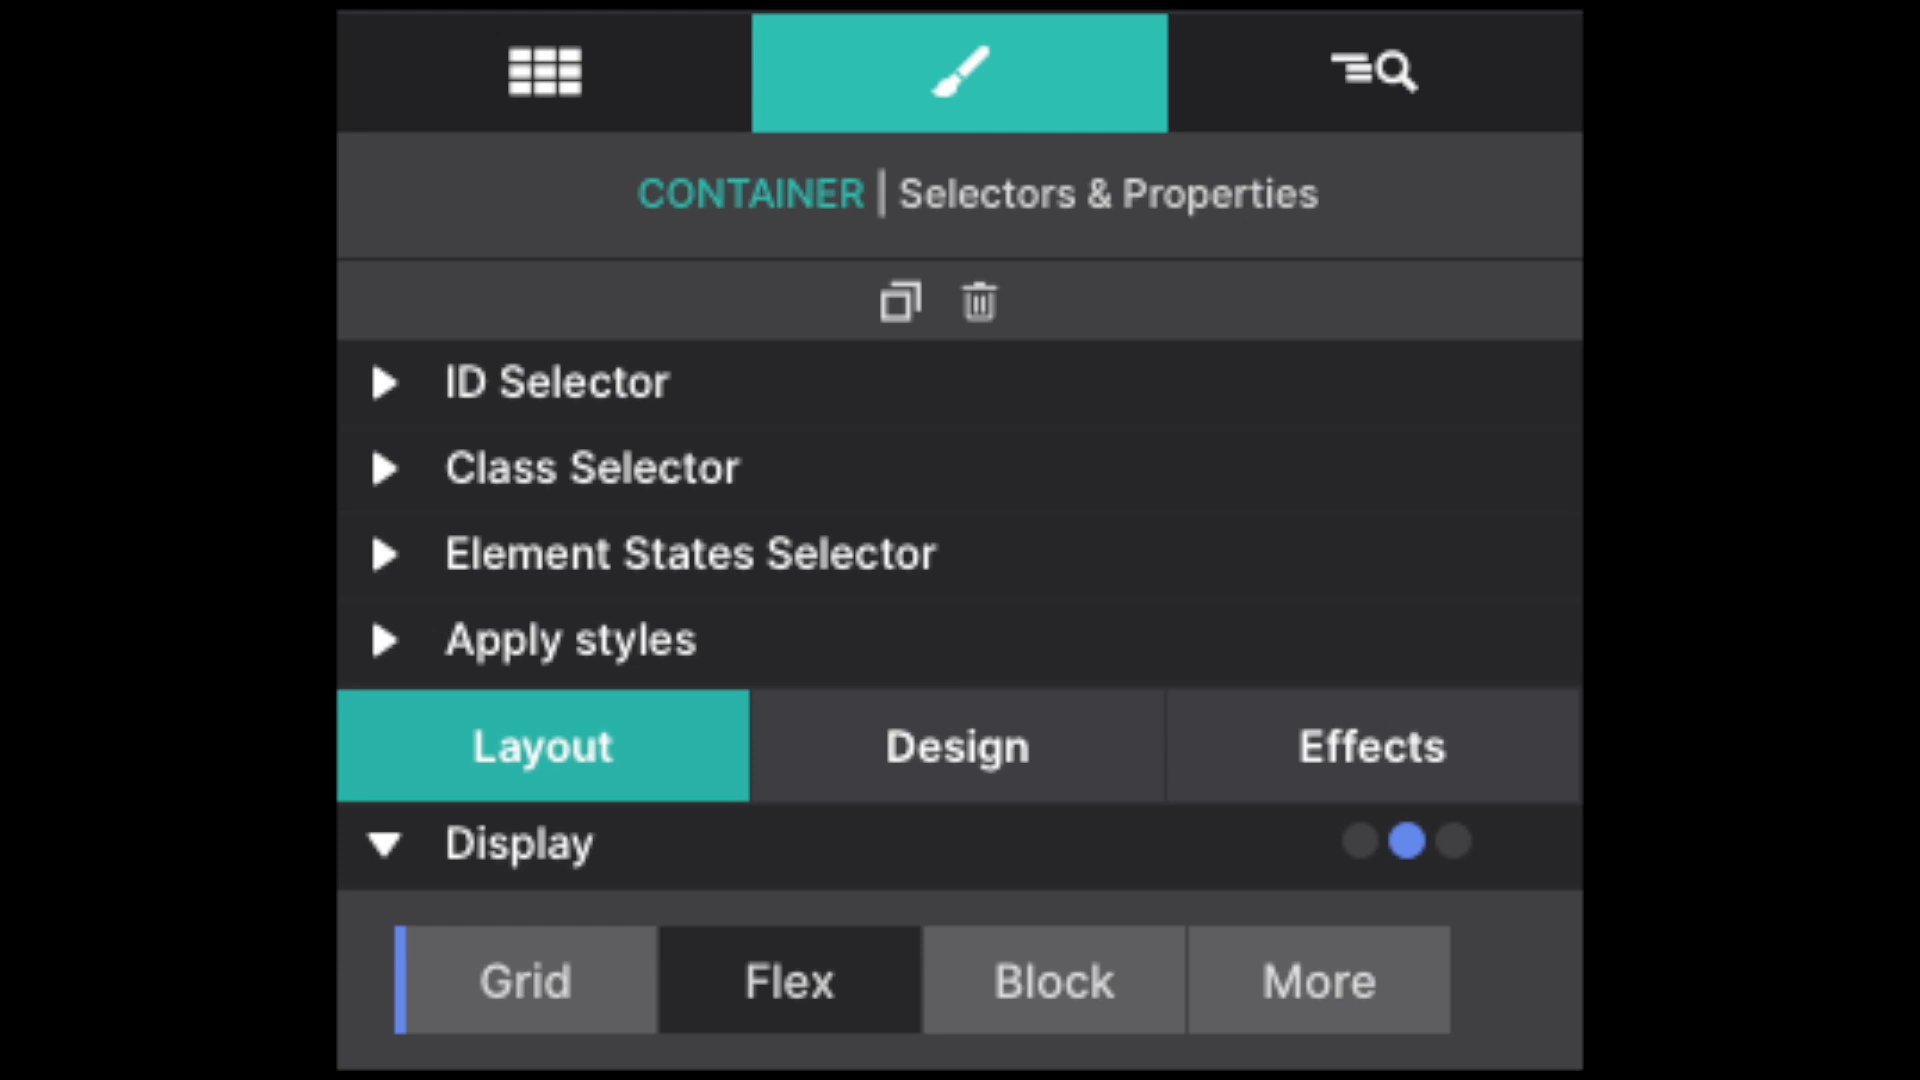 CONTAINER | Selectors & Properties
ID Selector
Class Selector
Element States Selector
Apply styles
Layout Design Effects
Display
Grid Flex Block More